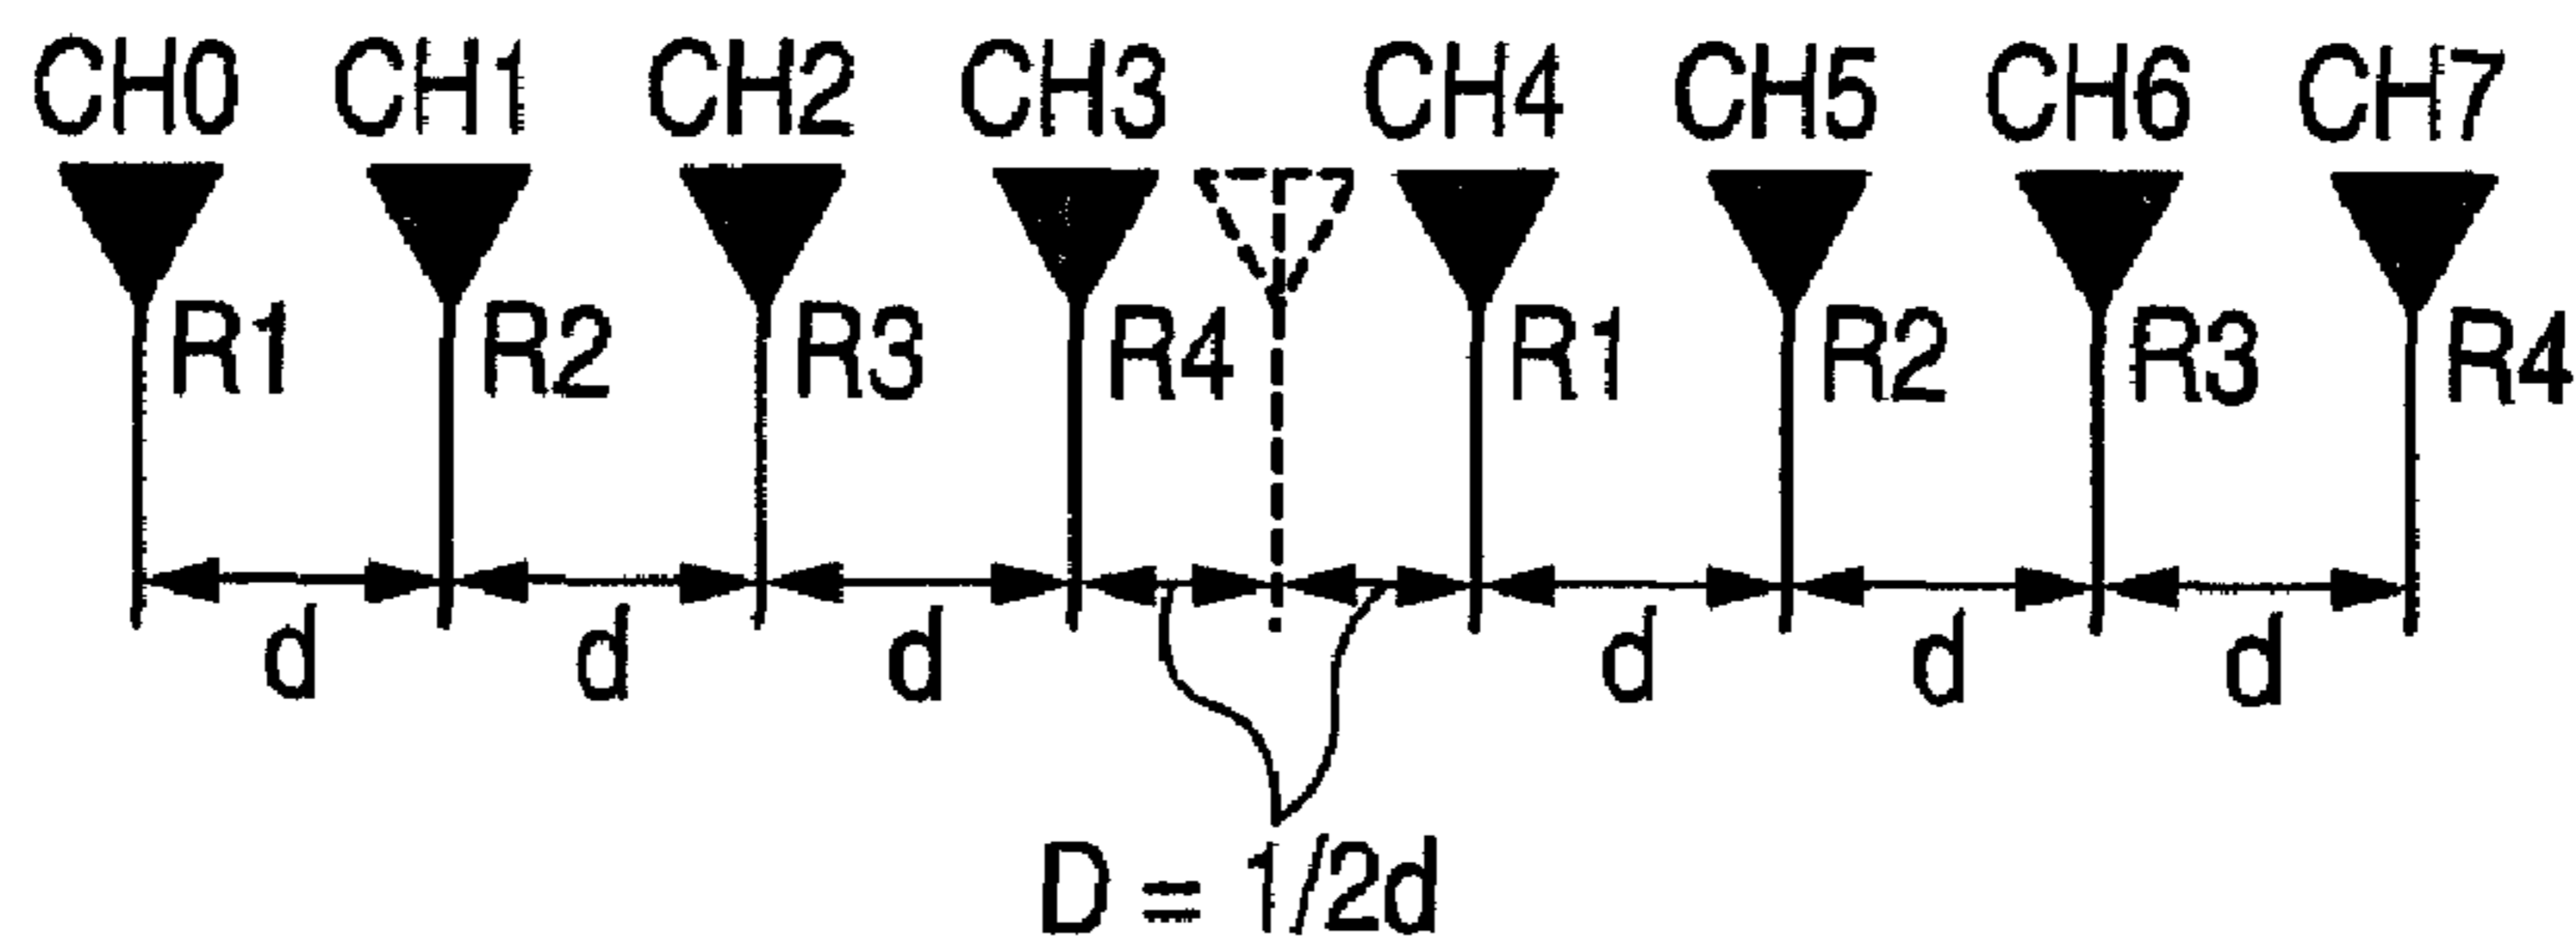 CH0 CH1 CH2 CH3 CH4 CH5 CH6 CH7
R1 R2 R3 R4 R1 R2 R3 R4
d d d d d d
D = 1/2d